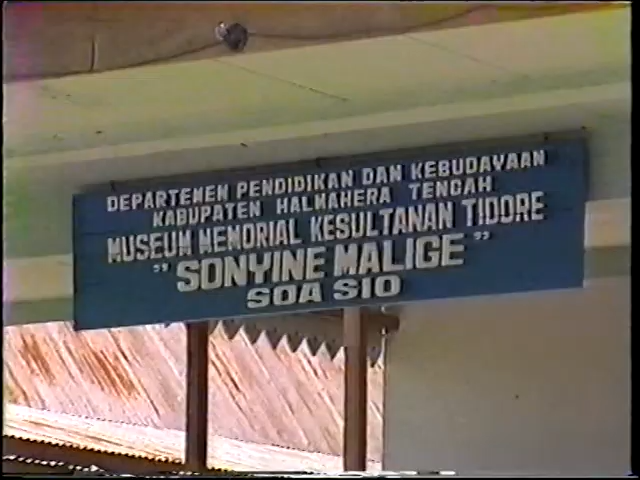 DEPARTEMEN PENDIDIKAN DAN KEBUDAYAAN
KABUPATEN HALMAHERA TENGAH
MUSEUM MEMORIAL KESULTANAN TIDORE
"SONYINE MALIGE"
SOA SIO